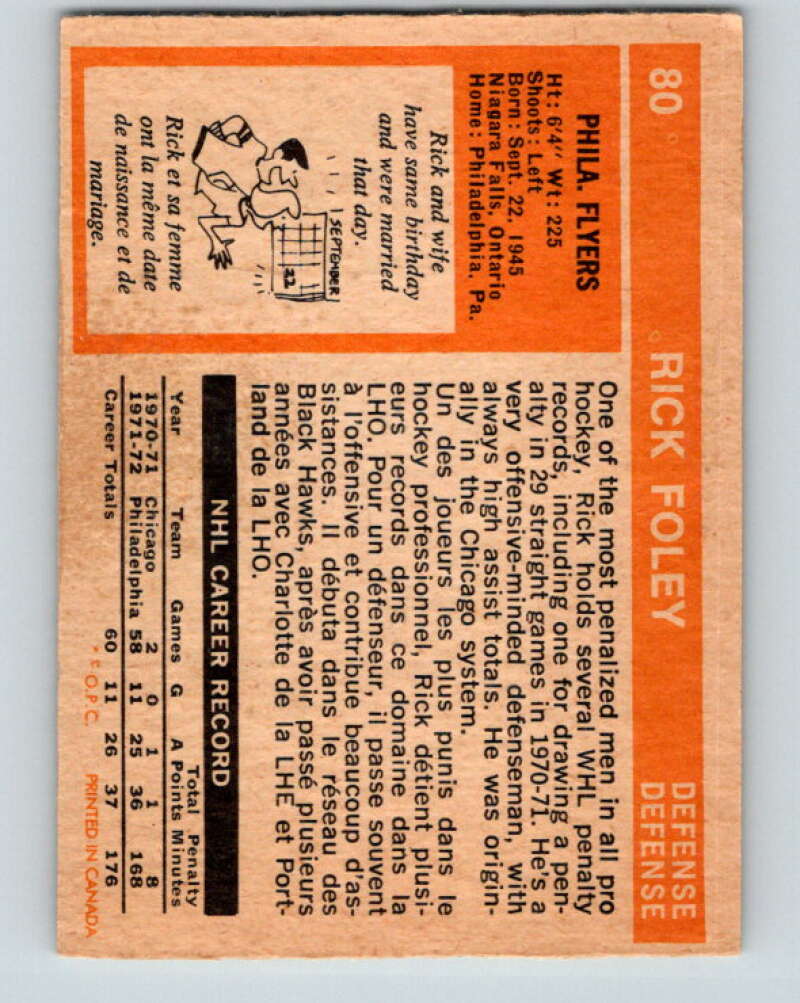 80 RICK FOLEY DEFENSE
DEFENSE
PHILA. FLYERS
Ht: 6'4" Wt: 225
Shoots: Left
Born: Sept. 22, 1945
Niagara Falls, Ontario
Home: Philadelphia, Pa.
Rick and wife
have same birthday
and were married
that day.
SEPTEMBER
22
Rick et sa femme
ont la même date
de naissance et de
mariage.
One of the most penalized men in all pro
hockey, Rick holds several WHL penalty
records, including one for drawing a pen-
alty in 29 straight games in 1970-71. He's a
very offensive-minded defenseman, with
always high assist totals. He was origin-
ally in the Chicago system.
Un des joueurs les plus punis dans le
hockey professionnel, Rick détient plusi-
eurs records dans ce domaine dans la
LHO. Pour un défenseur, il passe souvent
à l'offensive et contribue beaucoup d'as-
sistances. Il débuta dans le réseau des
Black Hawks, après avoir passé plusieurs
années avec Charlotte de la LHE et Port-
land de la LHO.
NHL CAREER RECORD
Total Penalty
Year Team Games G A Points Minutes
1970-71 Chicago 2 0 1 1 8
1971-72 Philadelphia 58 11 25 36 168
Career Totals 60 11 26 37 176
O.P.C. PRINTED IN CANADA